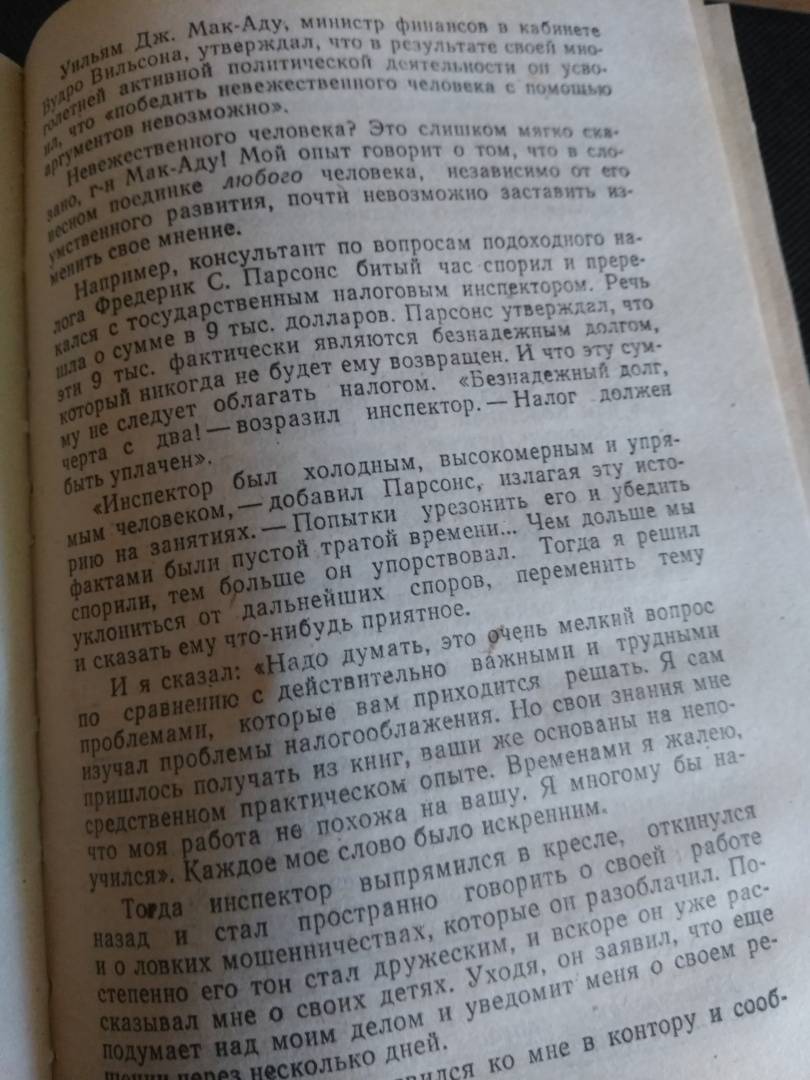 Уильям Дж. Мак-Аду, министр финансов в кабинете
Вудро Вильсона, утверждал, что в результате своей мно-
голетней активной политической деятельности он усво-
ил, что «победить невежественного человека с помощью
аргументов невозможно».
Невежественного человека? Это слишком мягко ска-
зано, г-н Мак-Аду! Мой опыт говорит о том, что в сло-
весном поединке любого человека, независимо от его
умственного развития, почти невозможно заставить из-
менить свое мнение.
Например, консультант по вопросам подоходного на-
лога Фредерик С. Парсонс битый час спорил и прере-
кался с государственным налоговым инспектором. Речь
шла о сумме в 9 тыс. долларов. Парсонс утверждал, что
эти 9 тыс. фактически являются безнадежным долгом,
который никогда не будет ему возвращен. И что эту сум-
му не следует облагать налогом. «Безнадежный долг,
черта с два! — возразил инспектор. — Налог должен
быть уплачен».
«Инспектор был холодным, высокомерным и упря-
мым человеком, — добавил Парсонс, излагая эту исто-
рию на занятиях. — Попытки урезонить его и убедить
фактами были пустой тратой времени... Чем дольше мы
спорили, тем больше он упорствовал. Тогда я решил
уклониться от дальнейших споров, переменить тему
и сказать ему что-нибудь приятное.
И я сказал: «Надо думать, это очень мелкий вопрос
по сравнению с действительно важными и трудными
проблемами, которые вам приходится решать. Я сам
изучал проблемы налогообложения. Но свои знания мне
пришлось получать из книг, ваши же основаны на непо-
средственном практическом опыте. Временами я жалею,
что моя работа не похожа на вашу. Я многому бы на-
учился». Каждое мое слово было искренним.
Тогда инспектор выпрямился в кресле, откинулся
назад и стал пространно говорить о своей работе
и о ловких мошенничествах, которые он разоблачил. По-
степенно его тон стал дружеским, и вскоре он уже рас-
сказывал мне о своих детях. Уходя, он заявил, что еще
подумает над моим делом и уведомит меня о своем ре-
шении через несколько дней.
ко мне в контору и сооб-